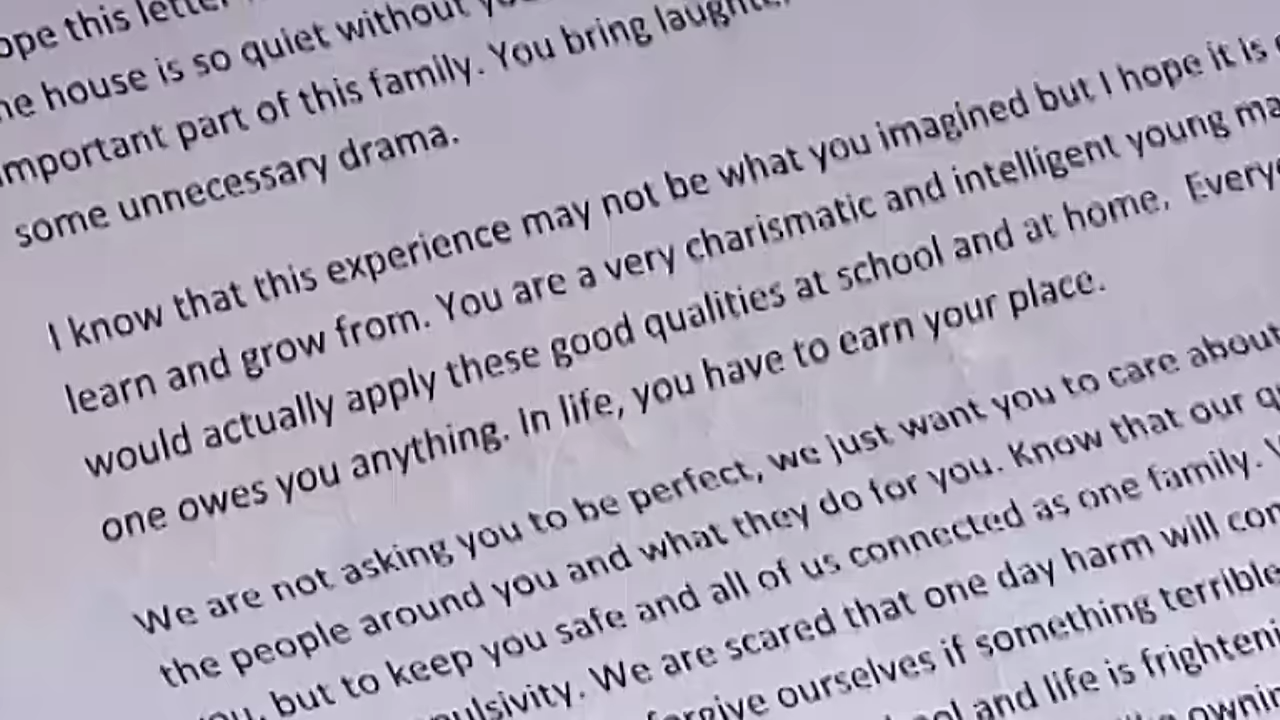 ope this letter
he house is so quiet without
important part of this family. You bring laughter
some unnecessary drama.
I know that this experience may not be what you imagined but I hope it is
learn and grow from. You are a very charismatic and intelligent young ma
would actually apply these good qualities at school and at home. Every
one owes you anything. In life, you have to earn your place.
We are not asking you to be perfect, we just want you to care about
the people around you and what they do for you. Know that our
you, but to keep you safe and all of us connected as one family.
pulsivity. We are scared that one day harm will con
forgive ourselves if something terrible
ol and life is frighteni
owning